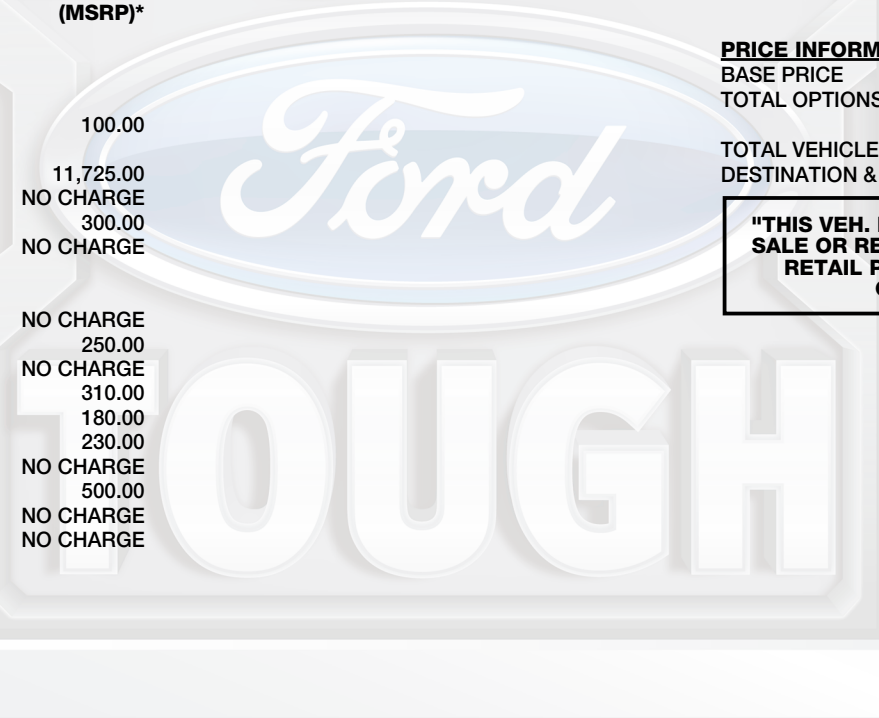 (MSRP)*
100.00
11,725.00
NO CHARGE
300.00
NO CHARGE
NO CHARGE
250.00
NO CHARGE
310.00
180.00
230.00
NO CHARGE
500.00
NO CHARGE
NO CHARGE
PRICE INFORM
BASE PRICE
TOTAL OPTIONS
TOTAL VEHICLE
DESTINATION &
"THIS VEH.
SALE OR RE
RETAIL P
Ford
TOUGH